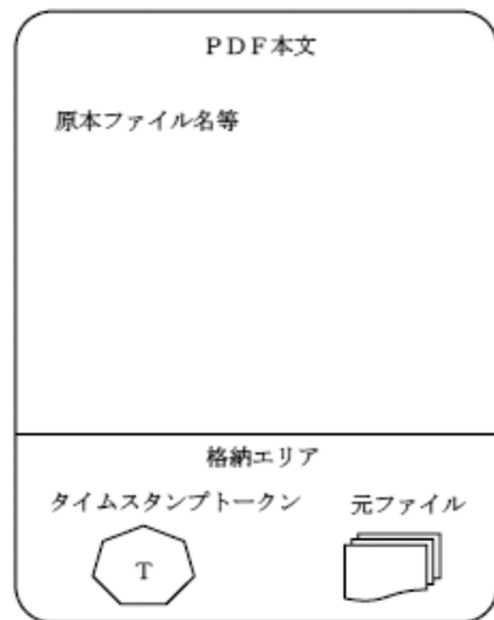 ＰＤＦ本文
原本ファイル名等
格納エリア
タイムスタンプトークン
元ファイル
T